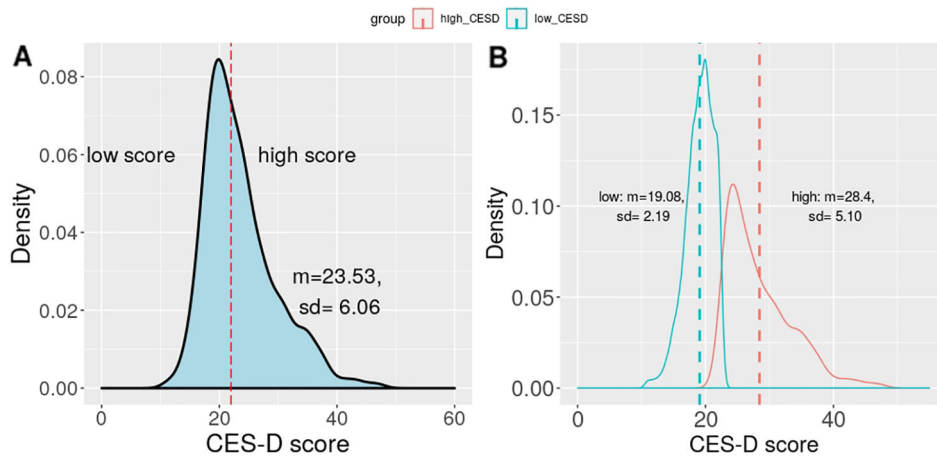 group high_CESD low_CESD
A
0.08
0.06
0.04
0.02
0.00
Density
low score
high score
m=23.53,
sd= 6.06
0
20
40
60
CES-D score
B
0.15
0.10
0.05
0.00
Density
low: m=19.08,
sd= 2.19
high: m=28.4,
sd= 5.10
0
20
40
CES-D score